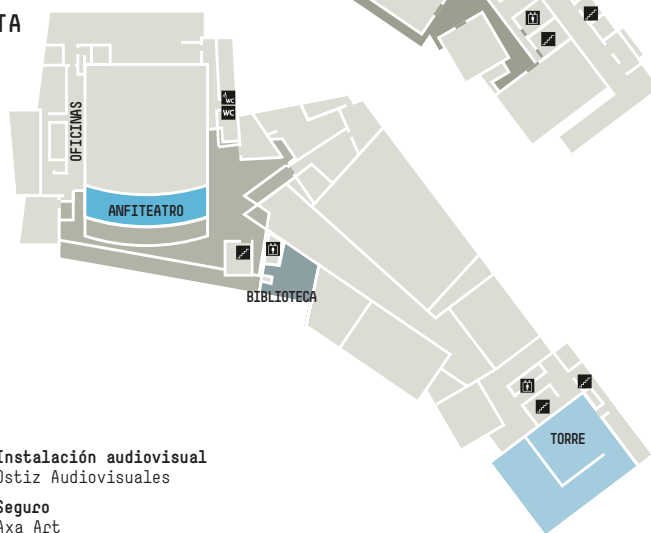 TA
OFICINAS
WC
WC
ANFITEATRO
BIBLIOTECA
TORRE
Instalación audiovisual
Ostiz Audiovisuales
Seguro
Axa Art